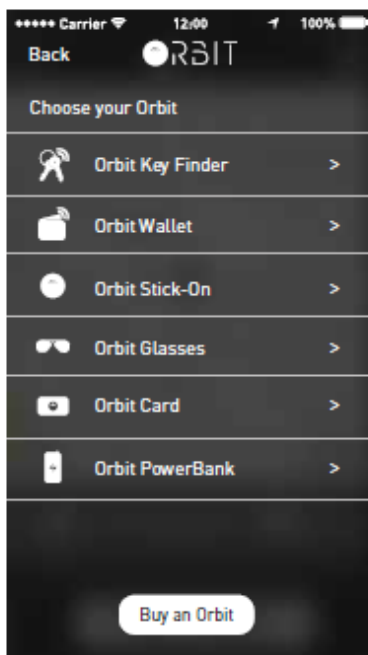 Carrier 12:00 100%
Back ORBIT
Choose your Orbit
Orbit Key Finder >
Orbit Wallet >
Orbit Stick-On >
Orbit Glasses >
Orbit Card >
Orbit PowerBank >
Buy an Orbit